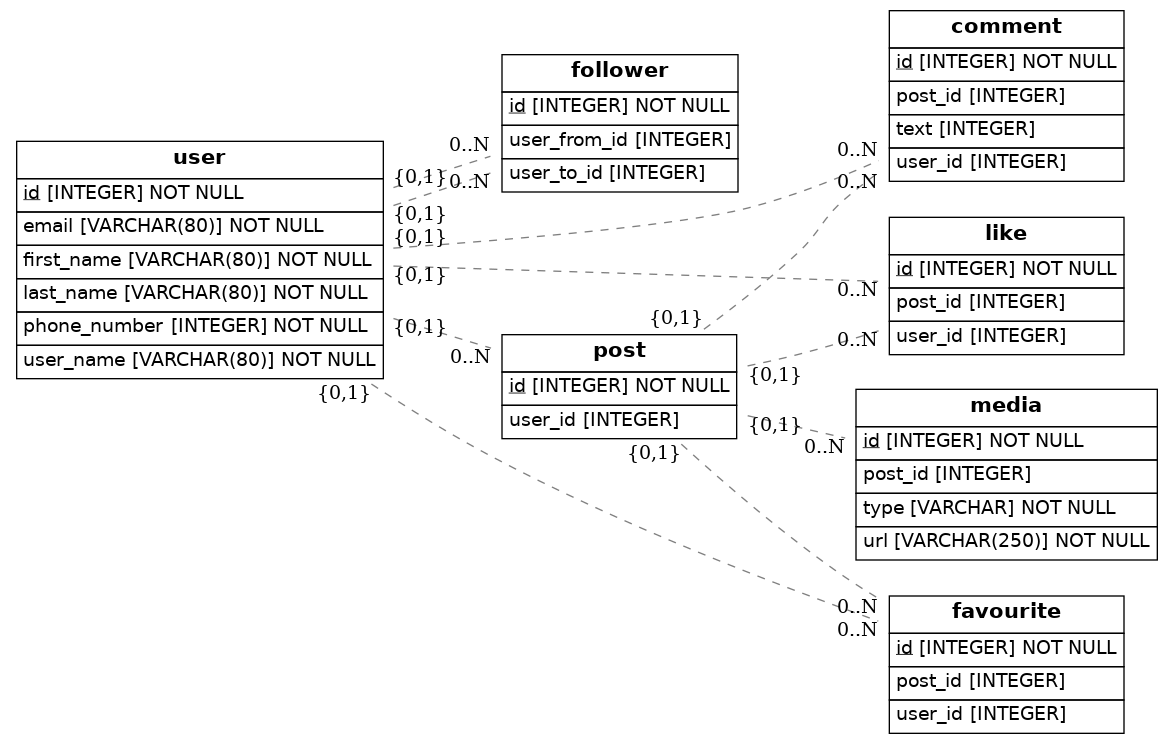 user
id [INTEGER] NOT NULL
email [VARCHAR(80)] NOT NULL
first_name [VARCHAR(80)] NOT NULL
last_name [VARCHAR(80)] NOT NULL
phone_number [INTEGER] NOT NULL
user_name [VARCHAR(80)] NOT NULL
follower
id [INTEGER] NOT NULL
user_from_id [INTEGER]
user_to_id [INTEGER]
post
id [INTEGER] NOT NULL
user_id [INTEGER]
comment
id [INTEGER] NOT NULL
post_id [INTEGER]
text [INTEGER]
user_id [INTEGER]
like
id [INTEGER] NOT NULL
post_id [INTEGER]
user_id [INTEGER]
media
id [INTEGER] NOT NULL
post_id [INTEGER]
type [VARCHAR] NOT NULL
url [VARCHAR(250)] NOT NULL
favourite
id [INTEGER] NOT NULL
post_id [INTEGER]
user_id [INTEGER]
0..N
{0,1}
0..N
{0,1}
{0,1}
{0,1}
{0,1}
0..N
{0,1}
0..N
0..N
{0,1}
0..N
0..N
{0,1}
{0,1}
0..N
{0,1}
0..N
0..N